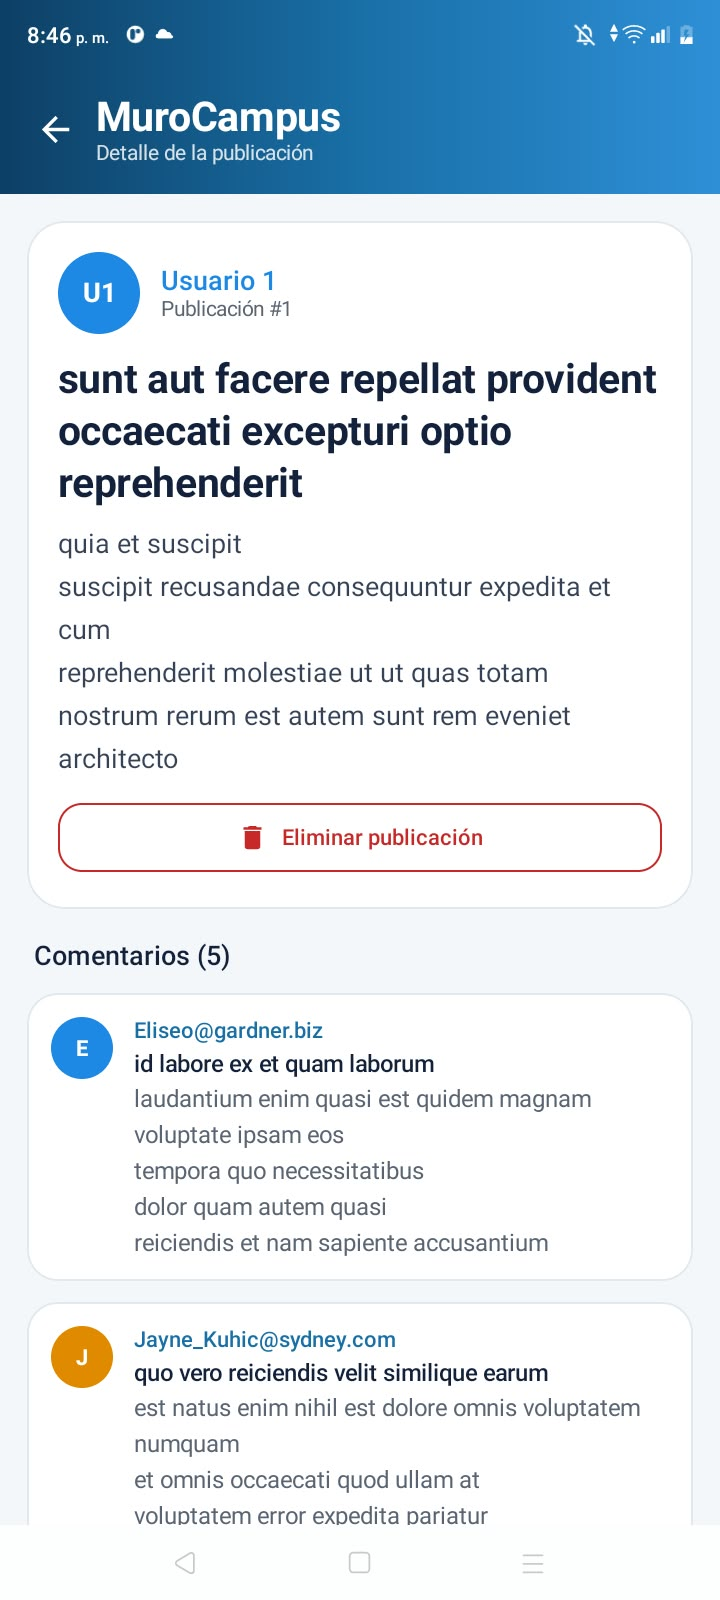 8:46 p. m.
MuroCampus
Detalle de la publicación
U1
Usuario 1
Publicación #1
sunt aut facere repellat provident
occaecati excepturi optio
reprehenderit
quia et suscipit
suscipit recusandae consequuntur expedita et
cum
reprehenderit molestiae ut ut quas totam
nostrum rerum est autem sunt rem eveniet
architecto
Eliminar publicación
Comentarios (5)
E
Eliseo@gardner.biz
id labore ex et quam laborum
laudantium enim quasi est quidem magnam
voluptate ipsam eos
tempora quo necessitatibus
dolor quam autem quasi
reiciendis et nam sapiente accusantium
J
Jayne_Kuhic@sydney.com
quo vero reiciendis velit similique earum
est natus enim nihil est dolore omnis voluptatem
numquam
et omnis occaecati quod ullam at
voluptatem error expedita pariatur